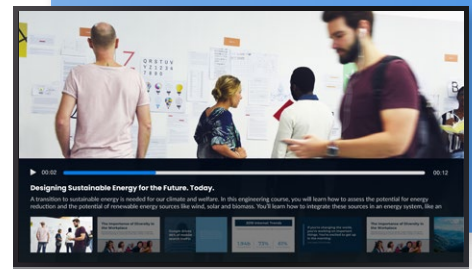 Z
QRSTUV
VYZZZZ
00:02
00:12
Designing Sustainable Energy for the Future. Today.
A transition to sustainable energy is needed for our climate and welfare. In this engineering course, you will learn how to assess the potential for energy
reduction and the potential of renewable energy sources like wind, solar and biomass. You'll learn how to integrate these sources in an energy system, like an
The Importance of Diversity in
the Workplace
The Importance of Diversity in
the Workplace